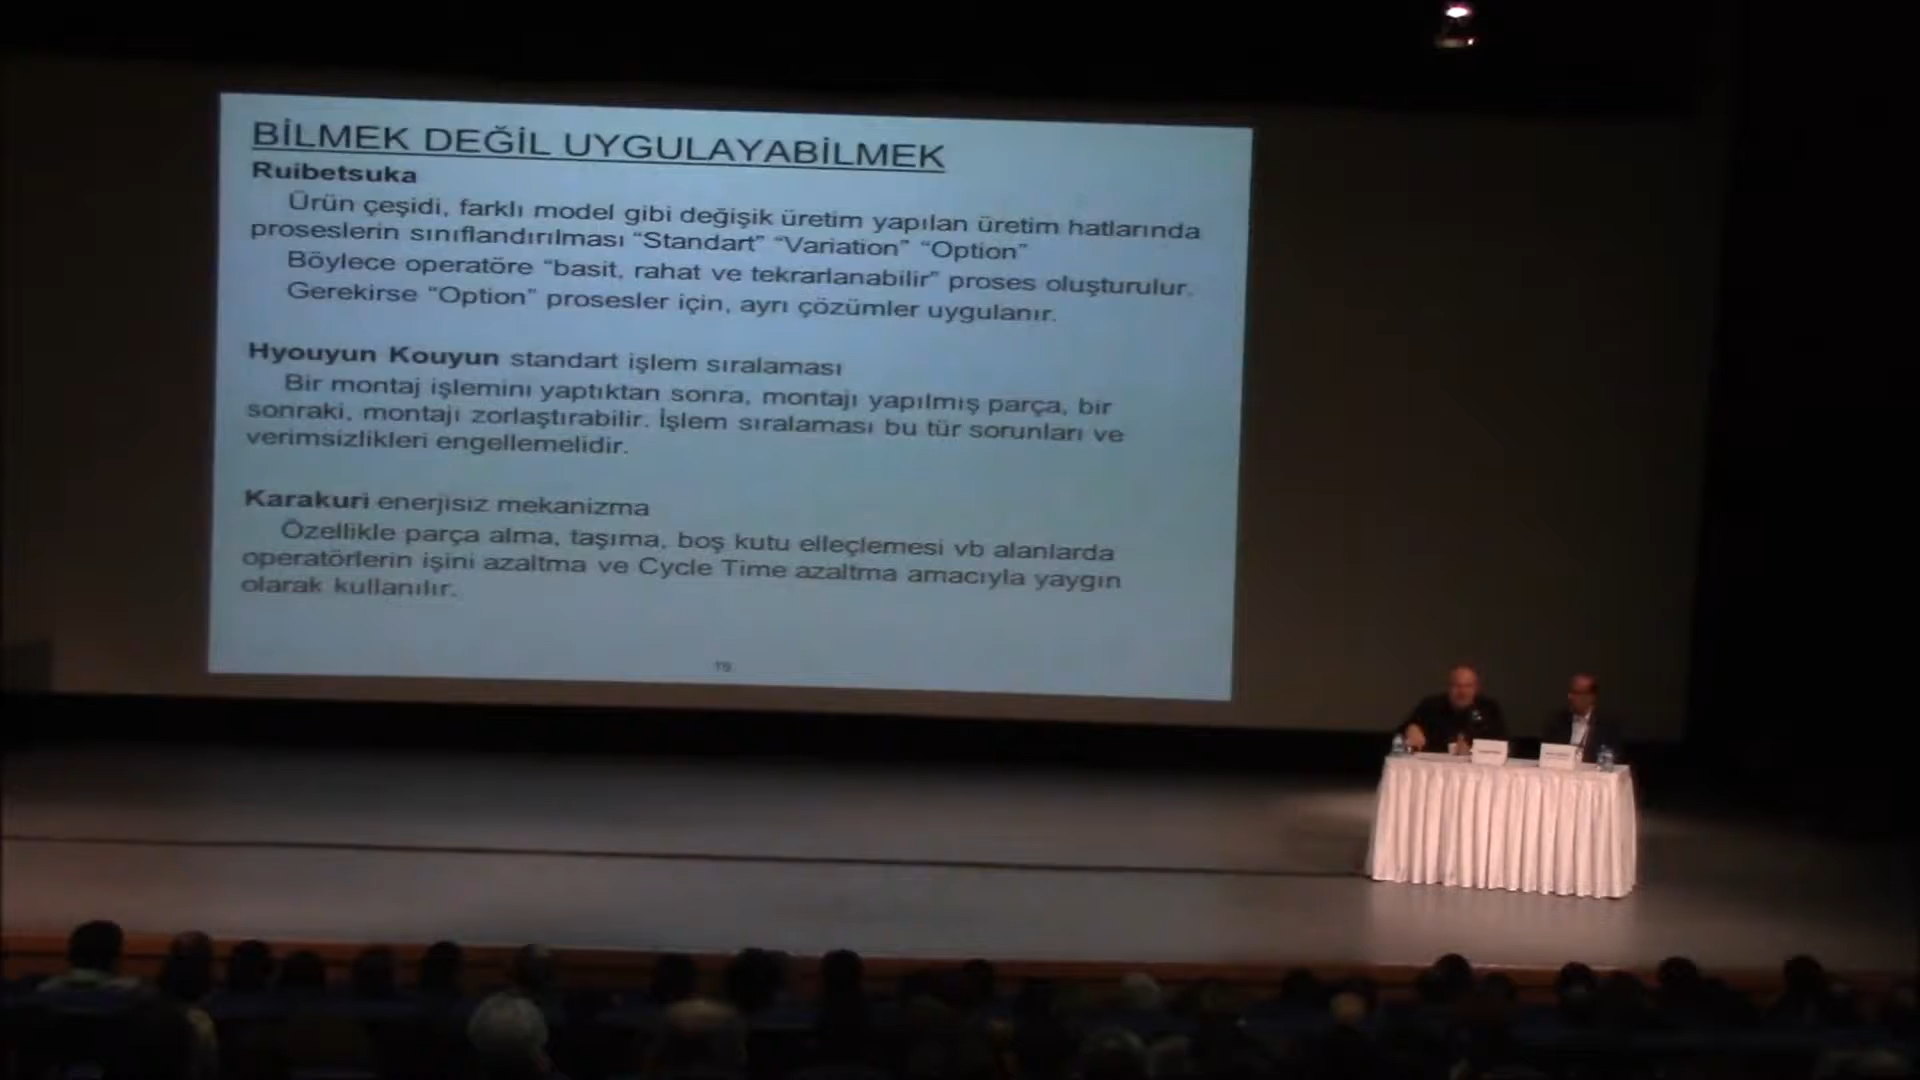 BİLMEK DEĞİL UYGULAYABİLMEK
Ruibetsuka
Ürün çeşidi, farklı model gibi değişik üretim yapılan üretim hatlarında
proseslerin sınıflandırılması “Standart” “Variation” “Option”
Böylece operatöre “basit, rahat ve tekrarlanabilir” proses oluşturulur.
Gerekirse “Option” prosesler için, ayrı çözümler uygulanır.
Hyouyun Kouyun standart işlem sıralaması
Bir montaj işlemini yaptıktan sonra, montajı yapılmış parça, bir
sonraki, montajı zorlaştırabilir. İşlem sıralaması bu tür sorunları ve
verimsizlikleri engellemelidir.
Karakuri enerjisiz mekanizma
Özellikle parça alma, taşıma, boş kutu elleçlemesi vb alanlarda
operatörlerin işini azaltma ve Cycle Time azaltma amacıyla yaygın
olarak kullanılır.